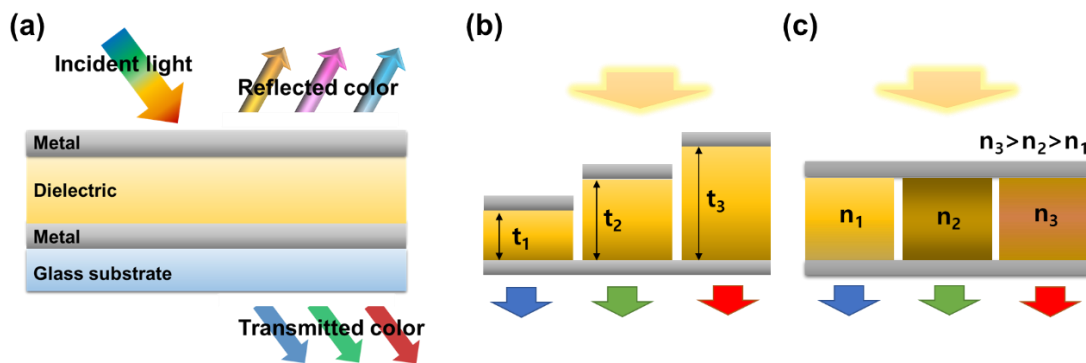 (a)
Incident light
Reflected color
Metal
Dielectric
Metal
Glass substrate
Transmitted color
(b)
t₁
t₂
t₃
(c)
n₃>n₂>n₁
n₁
n₂
n₃